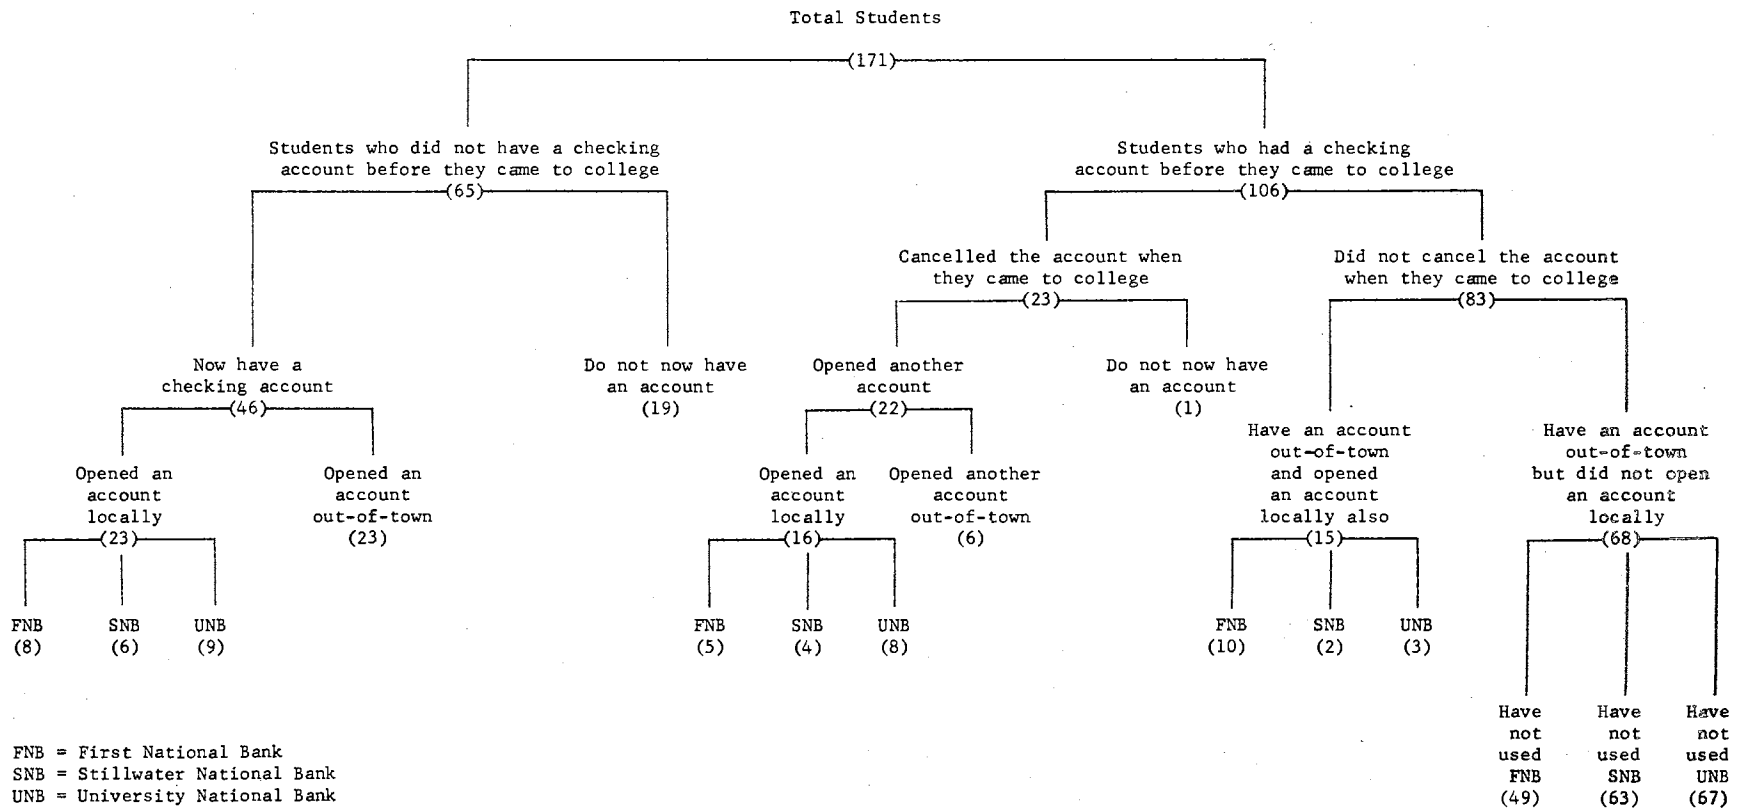 Total Students
(171)
Students who did not have a checking
account before they came to college
(65)
Students who had a checking
account before they came to college
(106)
Cancelled the account when
they came to college
(23)
Did not cancel the account
when they came to college
(83)
Now have a
checking account
(46)
Do not now have
an account
(19)
Opened another
account
(22)
Do not now have
an account
(1)
Have an account
out-of-town
and opened
an account
locally also
(15)
Have an account
out-of-town
but did not open
an account
locally
(68)
Opened an
account
locally
(23)
Opened an
account
out-of-town
(23)
Opened an
account
locally
(16)
Opened another
account
out-of-town
(6)
FNB
(8)
SNB
(6)
UNB
(9)
FNB
(5)
SNB
(4)
UNB
(8)
FNB
(10)
SNB
(2)
UNB
(3)
Have
not
used
FNB
(49)
Have
not
used
SNB
(63)
Have
not
used
UNB
(67)
FNB = First National Bank
SNB = Stillwater National Bank
UNB = University National Bank